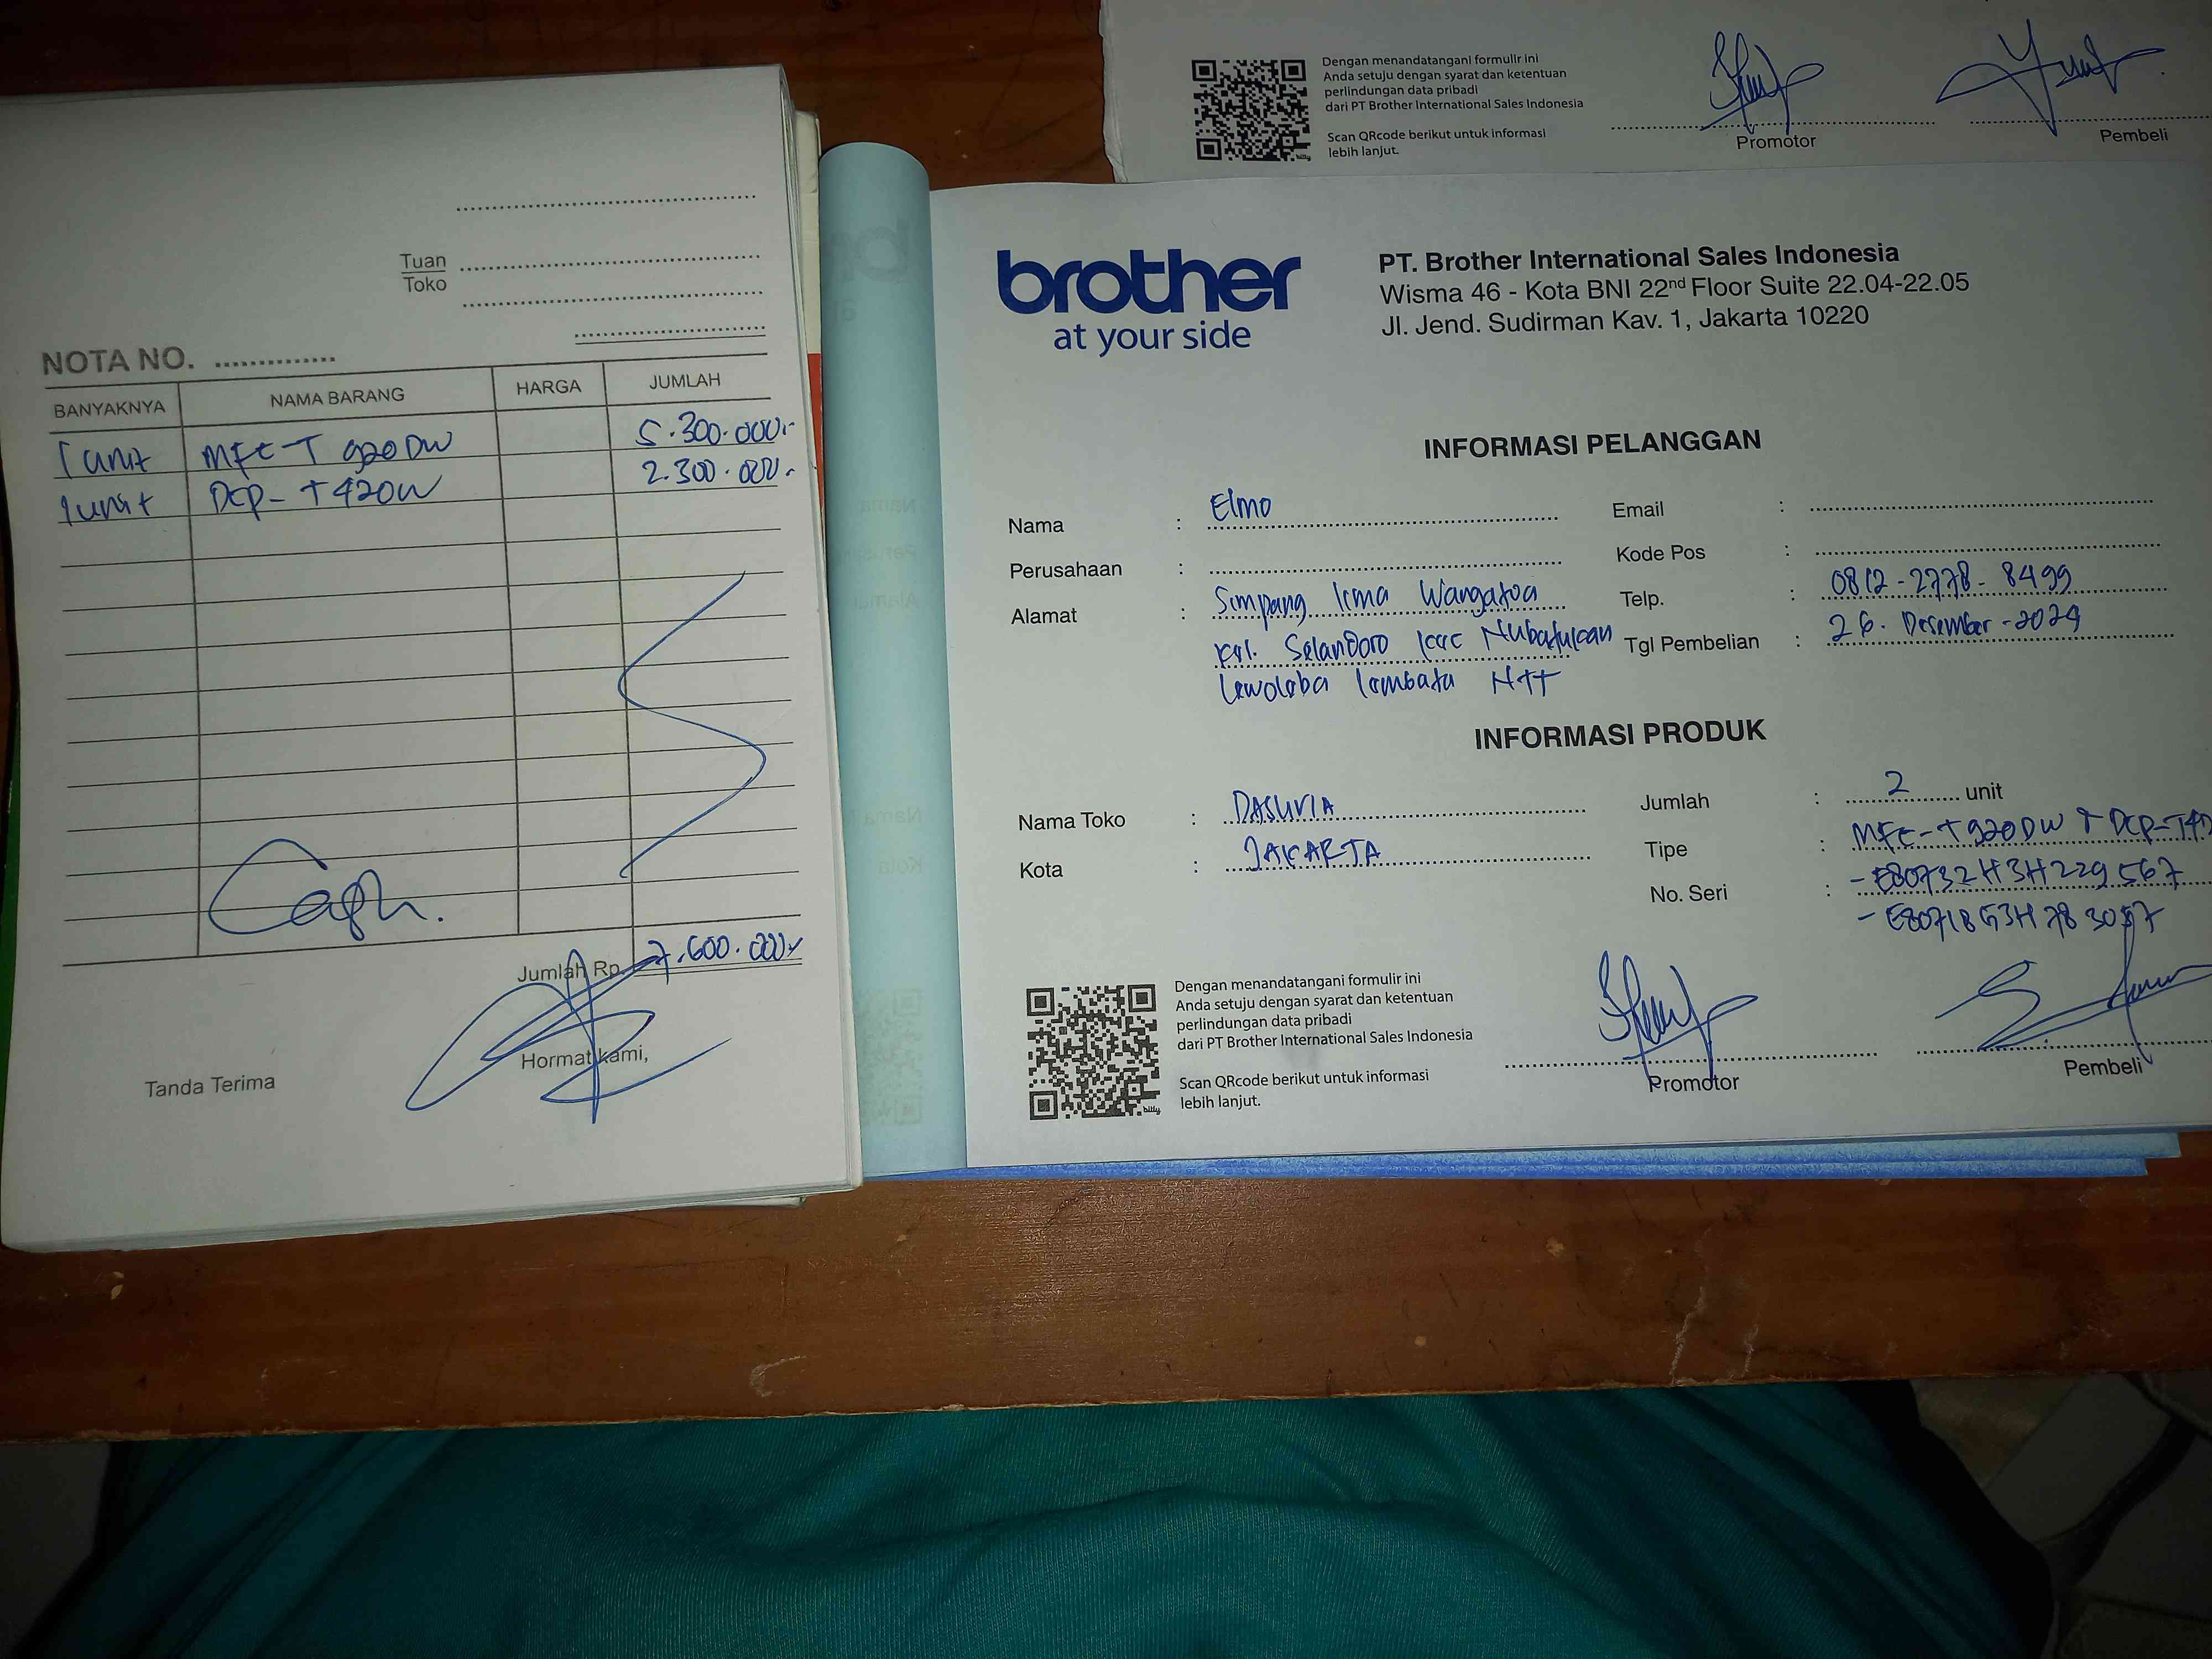 Tuan
Toko
NOTA NO. ..............
BANYAKNYA NAMA BARANG HARGA JUMLAH
1 unit MFC-T 920DW 5.300.000,-
1 unit DCP-T420W 2.300.000,-
Cash.
Jumlah Rp. 7.600.000,-
Tanda Terima
Hormat kami,
Dengan menandatangani formulir ini
Anda setuju dengan syarat dan ketentuan
perlindungan data pribadi
dari PT Brother International Sales Indonesia
Scan QRcode berikut untuk informasi
lebih lanjut.
bitly
Promotor
Pembeli
brother
at your side
PT. Brother International Sales Indonesia
Wisma 46 - Kota BNI 22nd Floor Suite 22.04-22.05
Jl. Jend. Sudirman Kav. 1, Jakarta 10220
INFORMASI PELANGGAN
Nama : Elmo
Perusahaan :
Alamat : Simpang lima Wangatoa
kel. Selandoro kec Nubatukan
Lewoleba lembata NTT
Email :
Kode Pos :
Telp. : 0812-2778-8499
Tgl Pembelian : 26. Desember-2024
INFORMASI PRODUK
Nama Toko : DASUVIA
Kota : JAKARTA
Jumlah : 2 unit
Tipe : MFC-T920DW + DCP-T42
No. Seri : - E80732H3H229567
- E80718G3H783057
Dengan menandatangani formulir ini
Anda setuju dengan syarat dan ketentuan
perlindungan data pribadi
dari PT Brother International Sales Indonesia
Scan QRcode berikut untuk informasi
lebih lanjut.
bitly
Promotor
Pembeli